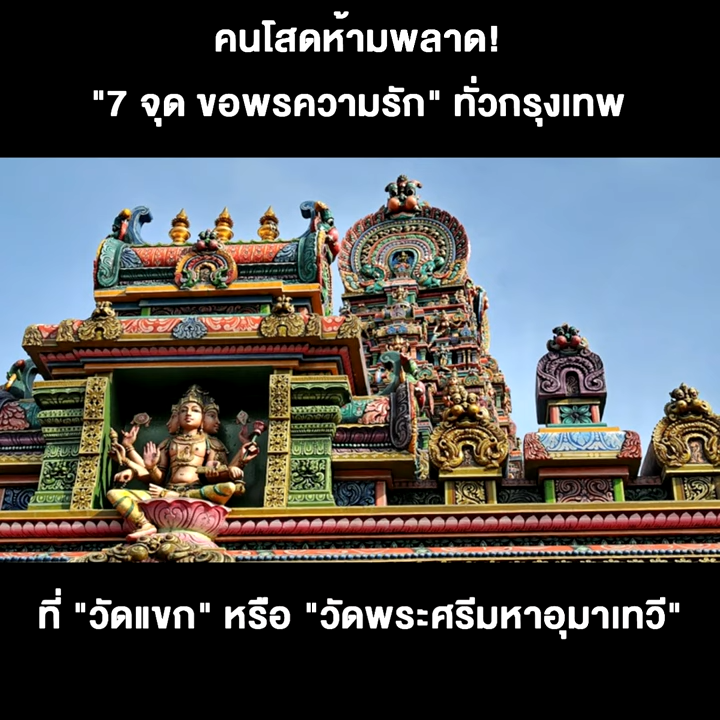 คนโสดห้ามพลาด!
"7 จุด ขอพรความรัก" ทั่วกรุงเทพ
ที่ "วัดแขก" หรือ "วัดพระศรีมหาอุมาเทวี"